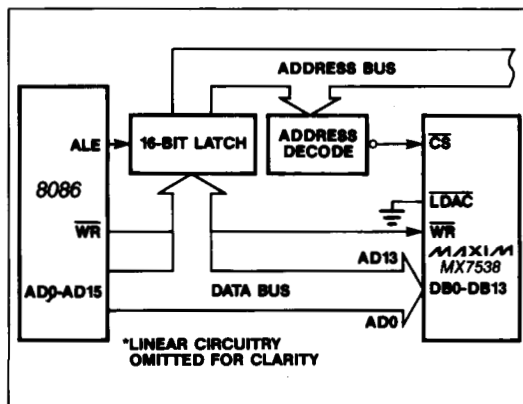 ADDRESS BUS
ALE
16-BIT LATCH
ADDRESS
DECODE
CS
8086
LDAC
WR
WR
MAXIM
MX7538
AD13
AD0-AD15
DATA BUS
DB0-DB13
AD0
*LINEAR CIRCUITRY
OMITTED FOR CLARITY